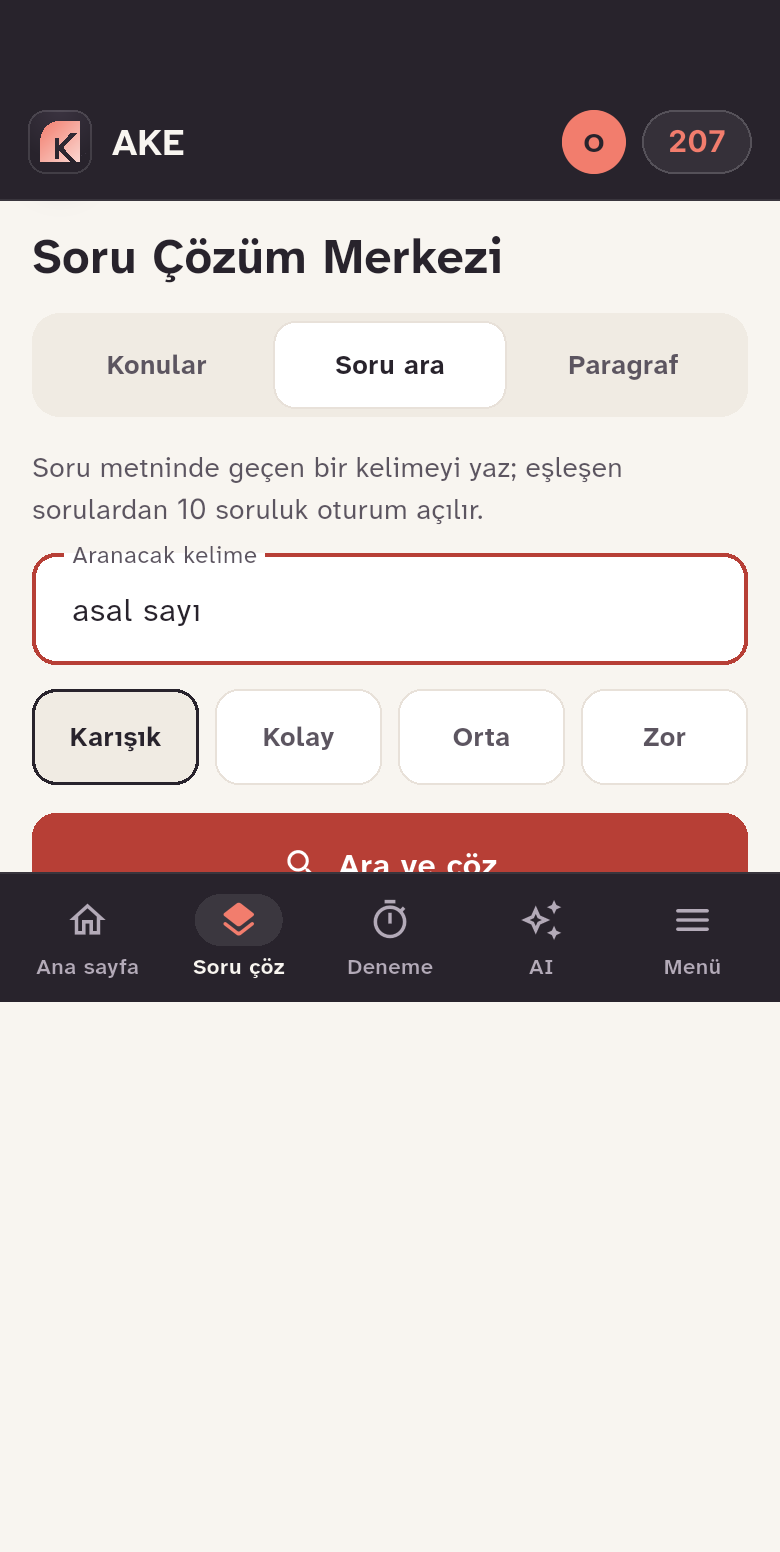 K AKE O 207
Soru Çözüm Merkezi
Konular Soru ara Paragraf
Soru metninde geçen bir kelimeyi yaz; eşleşen
sorulardan 10 soruluk oturum açılır.
Aranacak kelime
asal sayı
Karışık Kolay Orta Zor
Ara ve çöz
Ana sayfa Soru çöz Deneme AI Menü